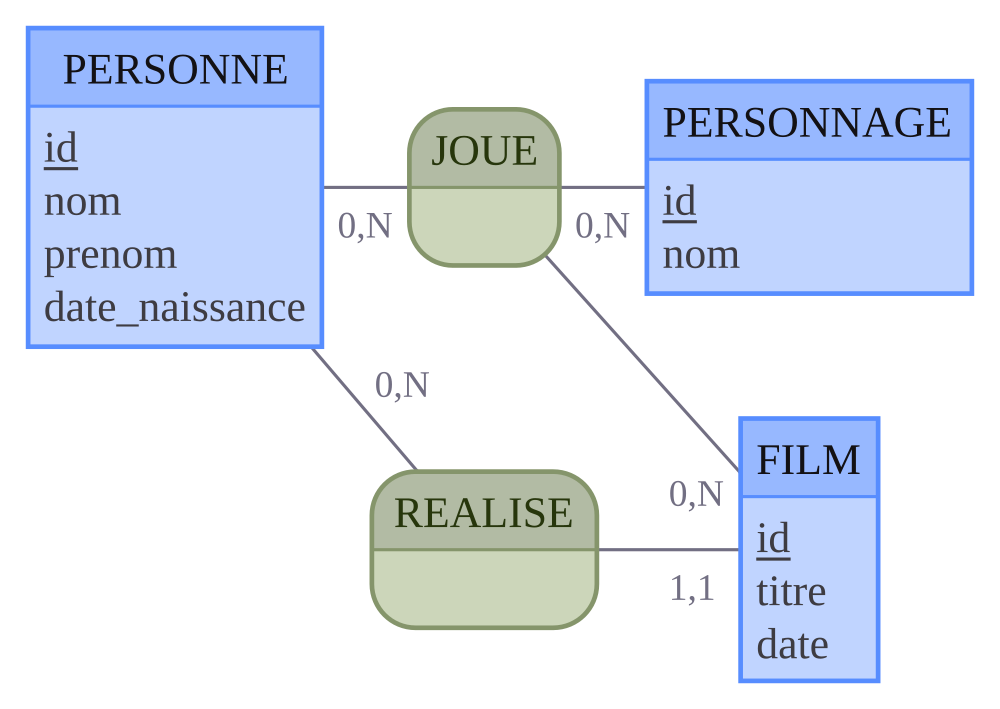 PERSONNE
id
nom
prenom
date_naissance
JOUE
0,N
0,N
PERSONNAGE
id
nom
0,N
REALISE
0,N
1,1
FILM
id
titre
date